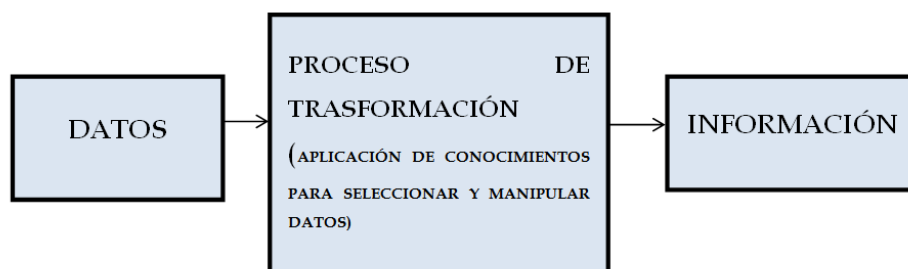 DATOS
PROCESO DE
TRASFORMACIÓN
(APLICACIÓN DE CONOCIMIENTOS
PARA SELECCIONAR Y MANIPULAR
DATOS)
INFORMACIÓN